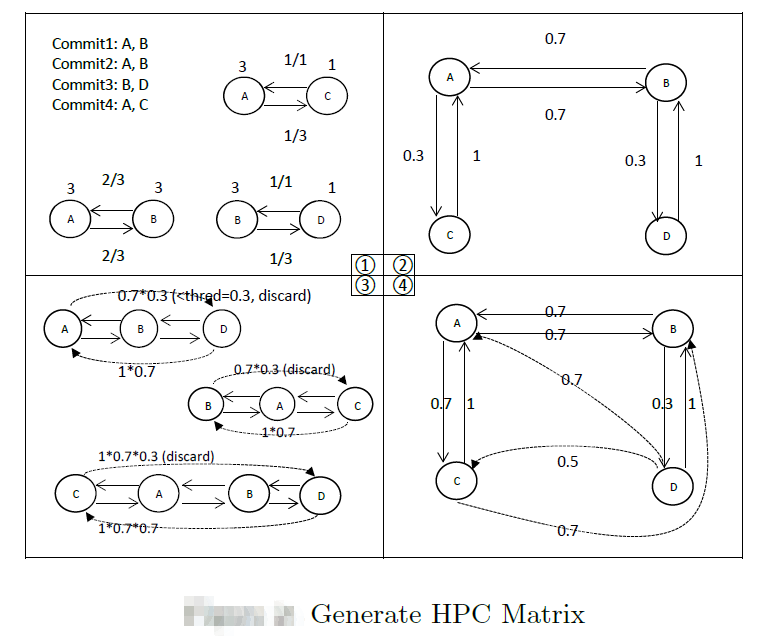 Commit1: A, B
Commit2: A, B
Commit3: B, D
Commit4: A, C
3 1/1 1
A C
1/3
3 2/3 3
A B
2/3
3 1/1 1
B D
1/3
0.7
A B
0.7
0.3 1 0.3 1
C D
① ②
③ ④
0.7*0.3 (<thred=0.3, discard)
A B D
1*0.7
0.7*0.3 (discard)
B A C
1*0.7
1*0.7*0.3 (discard)
C A B D
1*0.7*0.7
0.7
A B
0.7
0.7
0.7 1 0.3 1
0.5
C D
0.7
Generate HPC Matrix